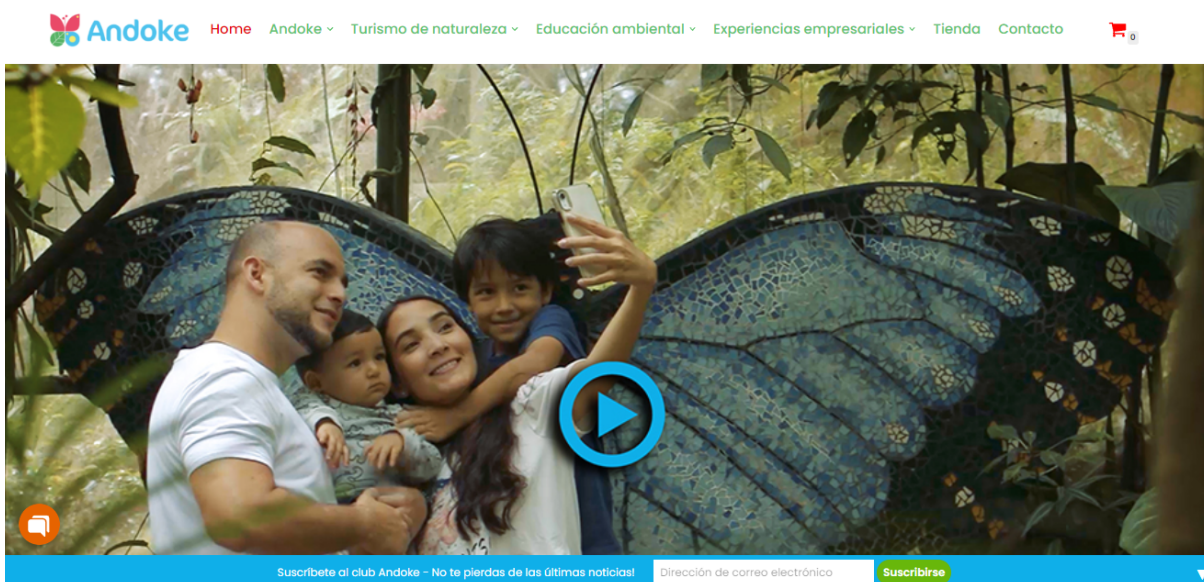 Andoke Home Andoke Turismo de naturaleza Educación ambiental Experiencias empresariales Tienda Contacto 0
Suscríbete al club Andoke - No te pierdas de las últimas noticias! Dirección de correo electrónico Suscribirse